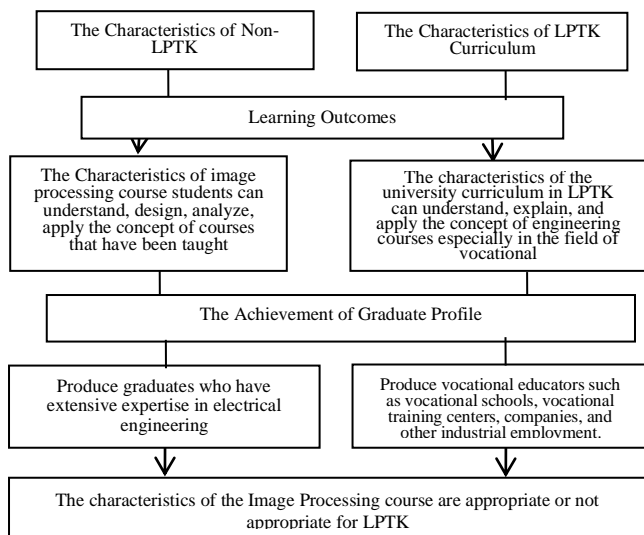 The Characteristics of Non-
LPTK
The Characteristics of LPTK
Curriculum
Learning Outcomes
The Characteristics of image
processing course students can
understand, design, analyze,
apply the concept of courses
that have been taught
The characteristics of the
university curriculum in LPTK
can understand, explain, and
apply the concept of engineering
courses especially in the field of
vocational
The Achievement of Graduate Profile
Produce graduates who have
extensive expertise in electrical
engineering
Produce vocational educators such
as vocational schools, vocational
training centers, companies, and
other industrial employment.
The characteristics of the Image Processing course are appropriate or not
appropriate for LPTK